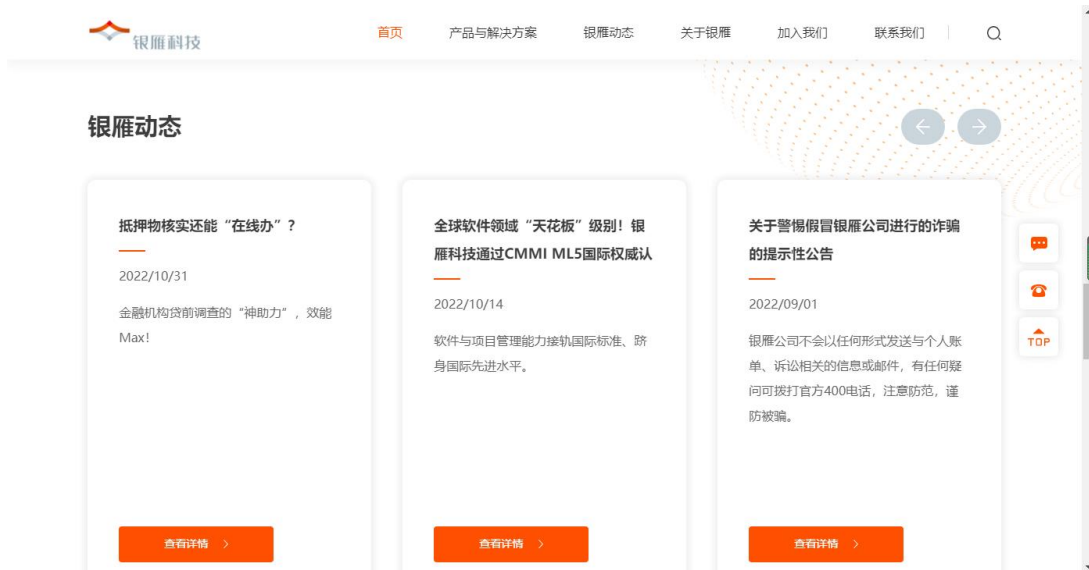 银雁科技
首页 产品与解决方案 银雁动态 关于银雁 加入我们 联系我们
银雁动态
抵押物核实还能“在线办”？
2022/10/31
金融机构贷前调查的“神助力”，效能
Max!
查看详情
全球软件领域“天花板”级别！银
雁科技通过CMMI ML5国际权威认
2022/10/14
软件与项目管理能力接轨国际标准、跻
身国际先进水平。
查看详情
关于警惕假冒银雁公司进行的诈骗
的提示性公告
2022/09/01
银雁公司不会以任何形式发送与个人账
单、诉讼相关的信息或邮件，有任何疑
问可拨打官方400电话，注意防范，谨
防被骗。
查看详情
TOP